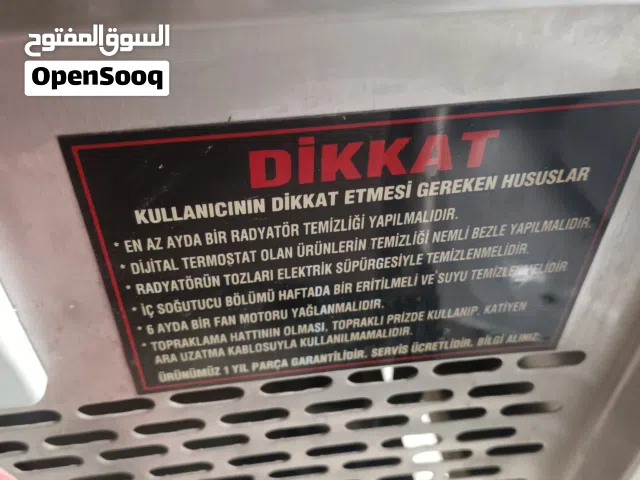 السوق المفتوح
OpenSooq
DİKKAT
KULLANICININ DİKKAT ETMESİ GEREKEN HUSUSLAR
* EN AZ AYDA BİR RADYATÖR TEMİZLİĞİ YAPILMALIDIR.
* DİJİTAL TERMOSTAT OLAN ÜRÜNLERİN TEMİZLİĞİ NEMLİ BEZLE YAPILMALIDIR.
* RADYATÖRÜN TOZLARI ELEKTRİK SÜPÜRGESİYLE TEMİZLENMELİDİR.
* İÇ SOĞUTUCU BÖLÜMÜ HAFTADA BİR ERİTİLMELİ VE SUYU TEMİZLENMELİDİR
* 6 AYDA BİR FAN MOTORU YAĞLANMALIDIR.
* TOPRAKLAMA HATTININ OLMASI, TOPRAKLI PRİZDE KULLANIP. KATİYEN
ARA UZATMA KABLOSUYLA KULLANILMAMALIDIR.
ÜRÜNÜMÜZ 1 YIL PARÇA GARANTİLİDİR. SERVİS ÜCRETLİDİR. BİLGİ ALINIZ.